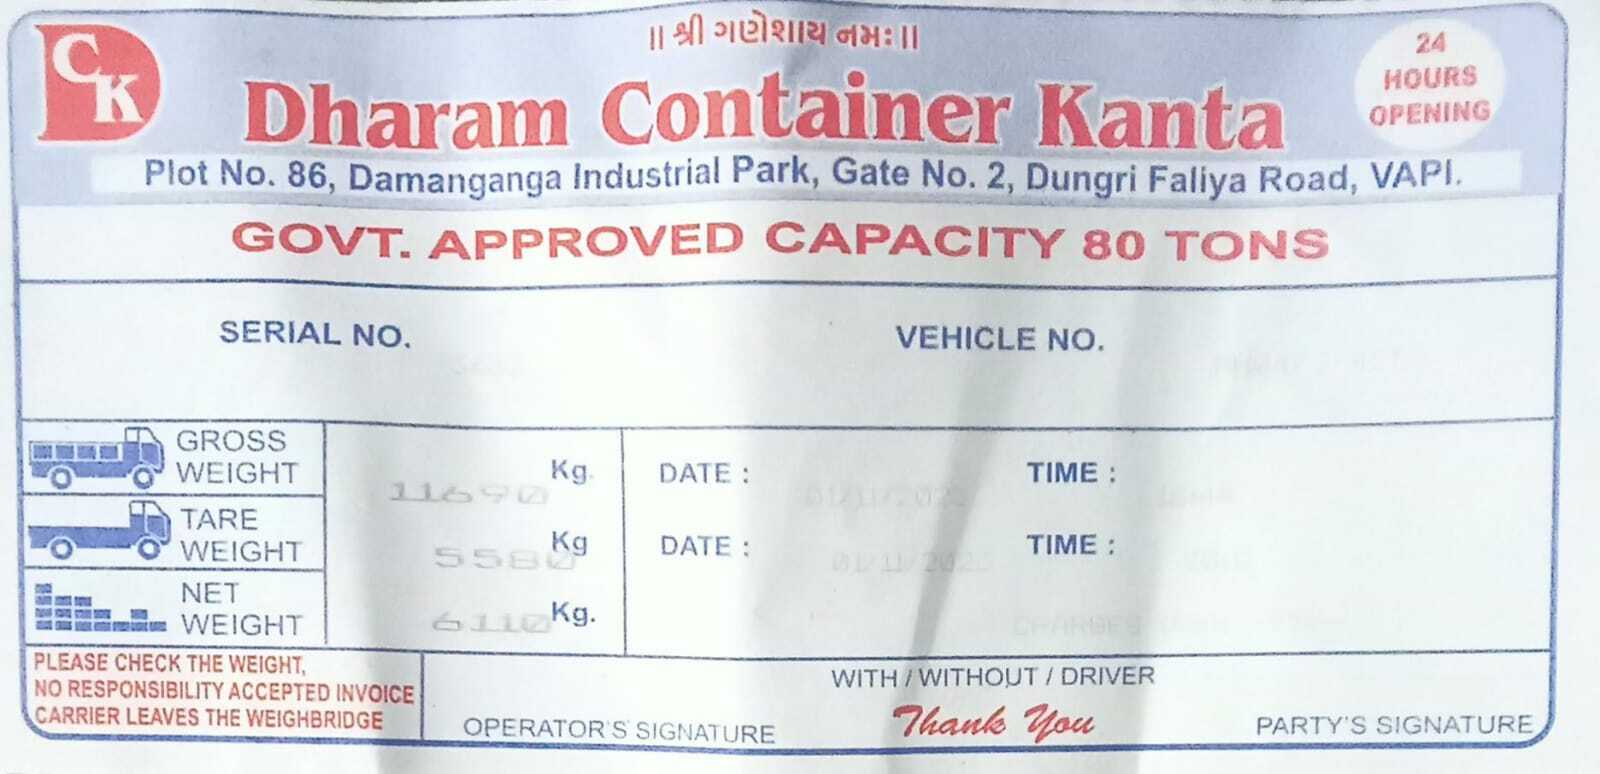 ॥ શ્રી ગણેશાય નમઃ॥
CK
Dharam Container Kanta
24
HOURS
OPENING
Plot No. 86, Damanganga Industrial Park, Gate No. 2, Dungri Faliya Road, VAPI.
GOVT. APPROVED CAPACITY 80 TONS
SERIAL NO. VEHICLE NO.
GROSS WEIGHT 11690 Kg. DATE : TIME :
TARE WEIGHT 5580 Kg DATE : TIME :
NET WEIGHT 6110 Kg.
PLEASE CHECK THE WEIGHT,
NO RESPONSIBILITY ACCEPTED INVOICE
CARRIER LEAVES THE WEIGHBRIDGE
WITH / WITHOUT / DRIVER
OPERATOR'S SIGNATURE Thank You PARTY'S SIGNATURE